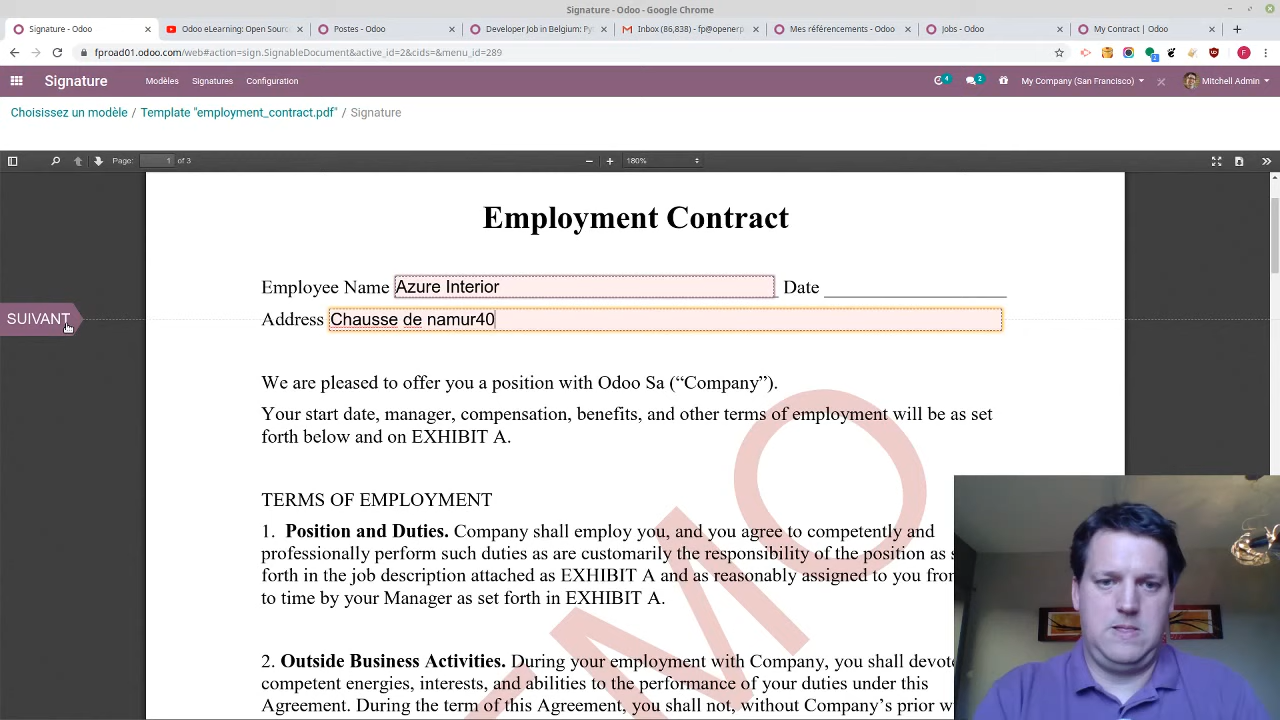 Signature - Odoo - Google Chrome
Signature - Odoo
Odoo eLearning: Open Sour
Postes - Odoo
Developer Job in Belgium: Py
Inbox (86,838) - fp@openerp
Mes références - Odoo
Jobs - Odoo
My Contract | Odoo
fproad01.odoo.com/web#action=sign.SignableDocument&active_id=2&cids=&menu_id=289
2
F
Signature
Modèles
Signatures
Configuration
4
2
My Company (San Francisco)
Mitchell Admin
Choisissez un modèle / Template "employment_contract.pdf" / Signature
Page: 1 of 3
180%
Employment Contract
Employee Name Azure Interior Date
SUIVANT
Address Chausse de namur40
We are pleased to offer you a position with Odoo Sa (“Company”).
Your start date, manager, compensation, benefits, and other terms of employment will be as set
forth below and on EXHIBIT A.
TERMS OF EMPLOYMENT
1. Position and Duties. Company shall employ you, and you agree to competently and
professionally perform such duties as are customarily the responsibility of the position as s
forth in the job description attached as EXHIBIT A and as reasonably assigned to you from
to time by your Manager as set forth in EXHIBIT A.
2. Outside Business Activities. During your employment with Company, you shall devote
competent energies, interests, and abilities to the performance of your duties under this
Agreement. During the term of this Agreement, you shall not, without Company’s prior w